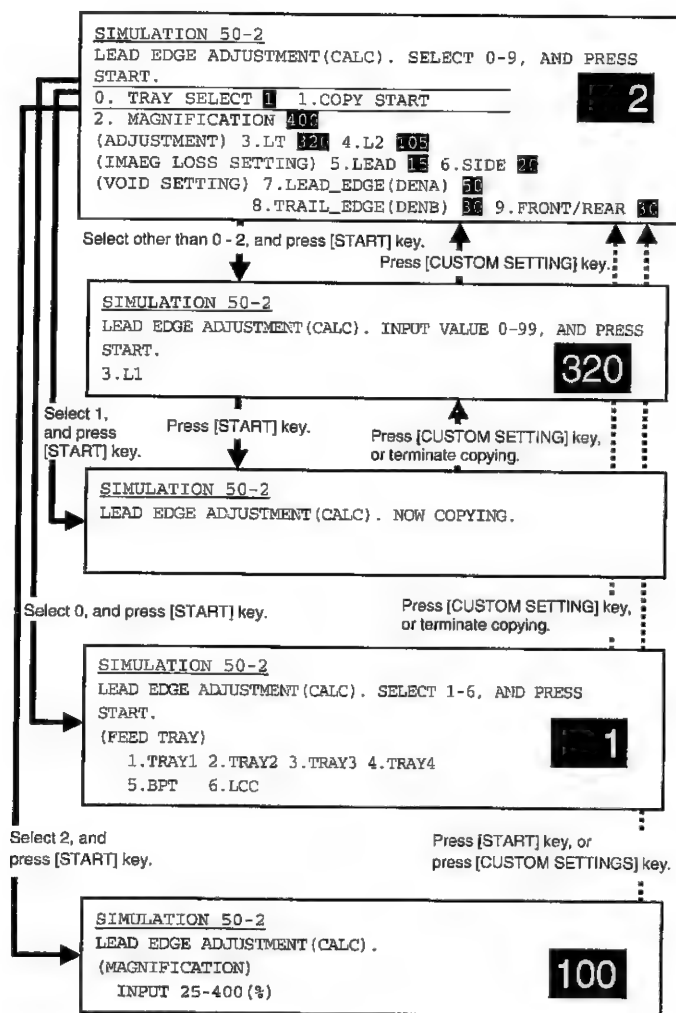 SIMULATION 50-2
LEAD EDGE ADJUSTMENT(CALC). SELECT 0-9, AND PRESS
START.
2
0. TRAY SELECT 1 1.COPY START
2. MAGNIFICATION 400
(ADJUSTMENT) 3.LT 320 4.L2 105
(IMAEG LOSS SETTING) 5.LEAD 15 6.SIDE 20
(VOID SETTING) 7.LEAD_EDGE(DENA) 50
8.TRAIL_EDGE(DENB) 30 9.FRONT/REAR 30
Select other than 0 - 2, and press [START] key.
Press [CUSTOM SETTING] key.
SIMULATION 50-2
LEAD EDGE ADJUSTMENT(CALC). INPUT VALUE 0-99, AND PRESS
START.
3.L1
320
Select 1,
and press
[START] key.
Press [START] key.
Press [CUSTOM SETTING] key,
or terminate copying.
SIMULATION 50-2
LEAD EDGE ADJUSTMENT(CALC). NOW COPYING.
Select 0, and press [START] key.
Press [CUSTOM SETTING] key,
or terminate copying.
SIMULATION 50-2
LEAD EDGE ADJUSTMENT(CALC). SELECT 1-6, AND PRESS
START.
(FEED TRAY)
1
1.TRAY1 2.TRAY2 3.TRAY3 4.TRAY4
5.BPT 6.LCC
Select 2, and
press [START] key.
Press [START] key, or
press [CUSTOM SETTINGS] key.
SIMULATION 50-2
LEAD EDGE ADJUSTMENT(CALC).
(MAGNIFICATION)
INPUT 25-400(%)
100